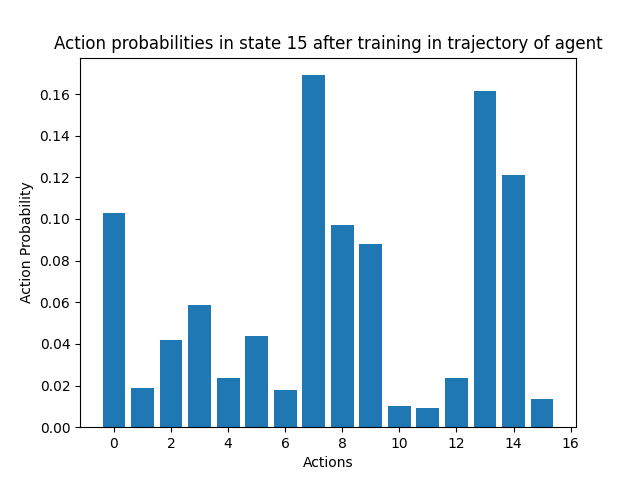 Action probabilities in state 15 after training in trajectory of agent
Action Probability
0.16
0.14
0.12
0.10
0.08
0.06
0.04
0.02
0.00
0 2 4 6 8 10 12 14 16
Actions